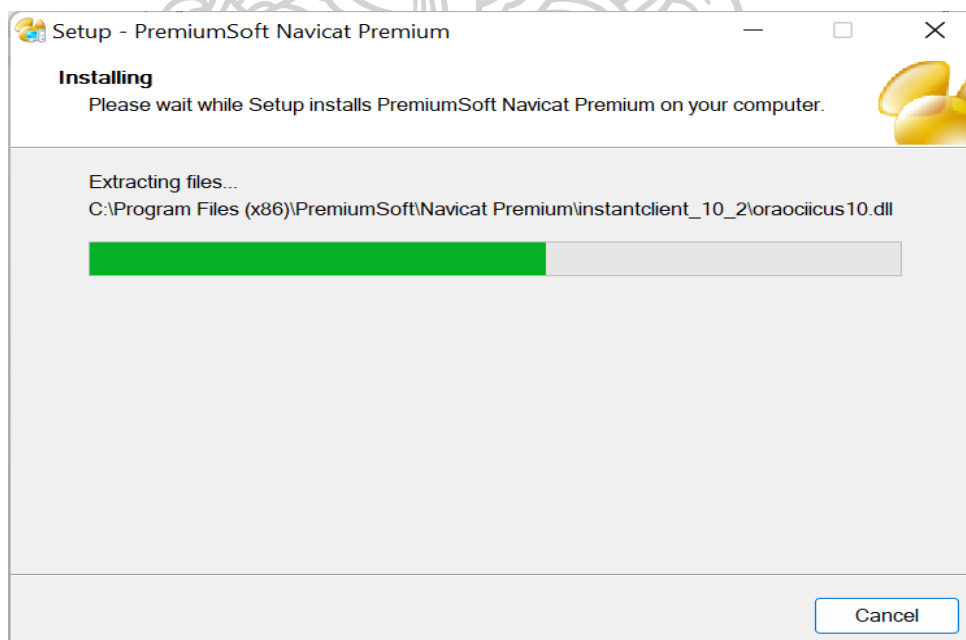 Setup - PremiumSoft Navicat Premium
Installing
Please wait while Setup installs PremiumSoft Navicat Premium on your computer.
Extracting files...
C:\Program Files (x86)\PremiumSoft\Navicat Premium\instantclient_10_2\oraociicus10.dll
Cancel